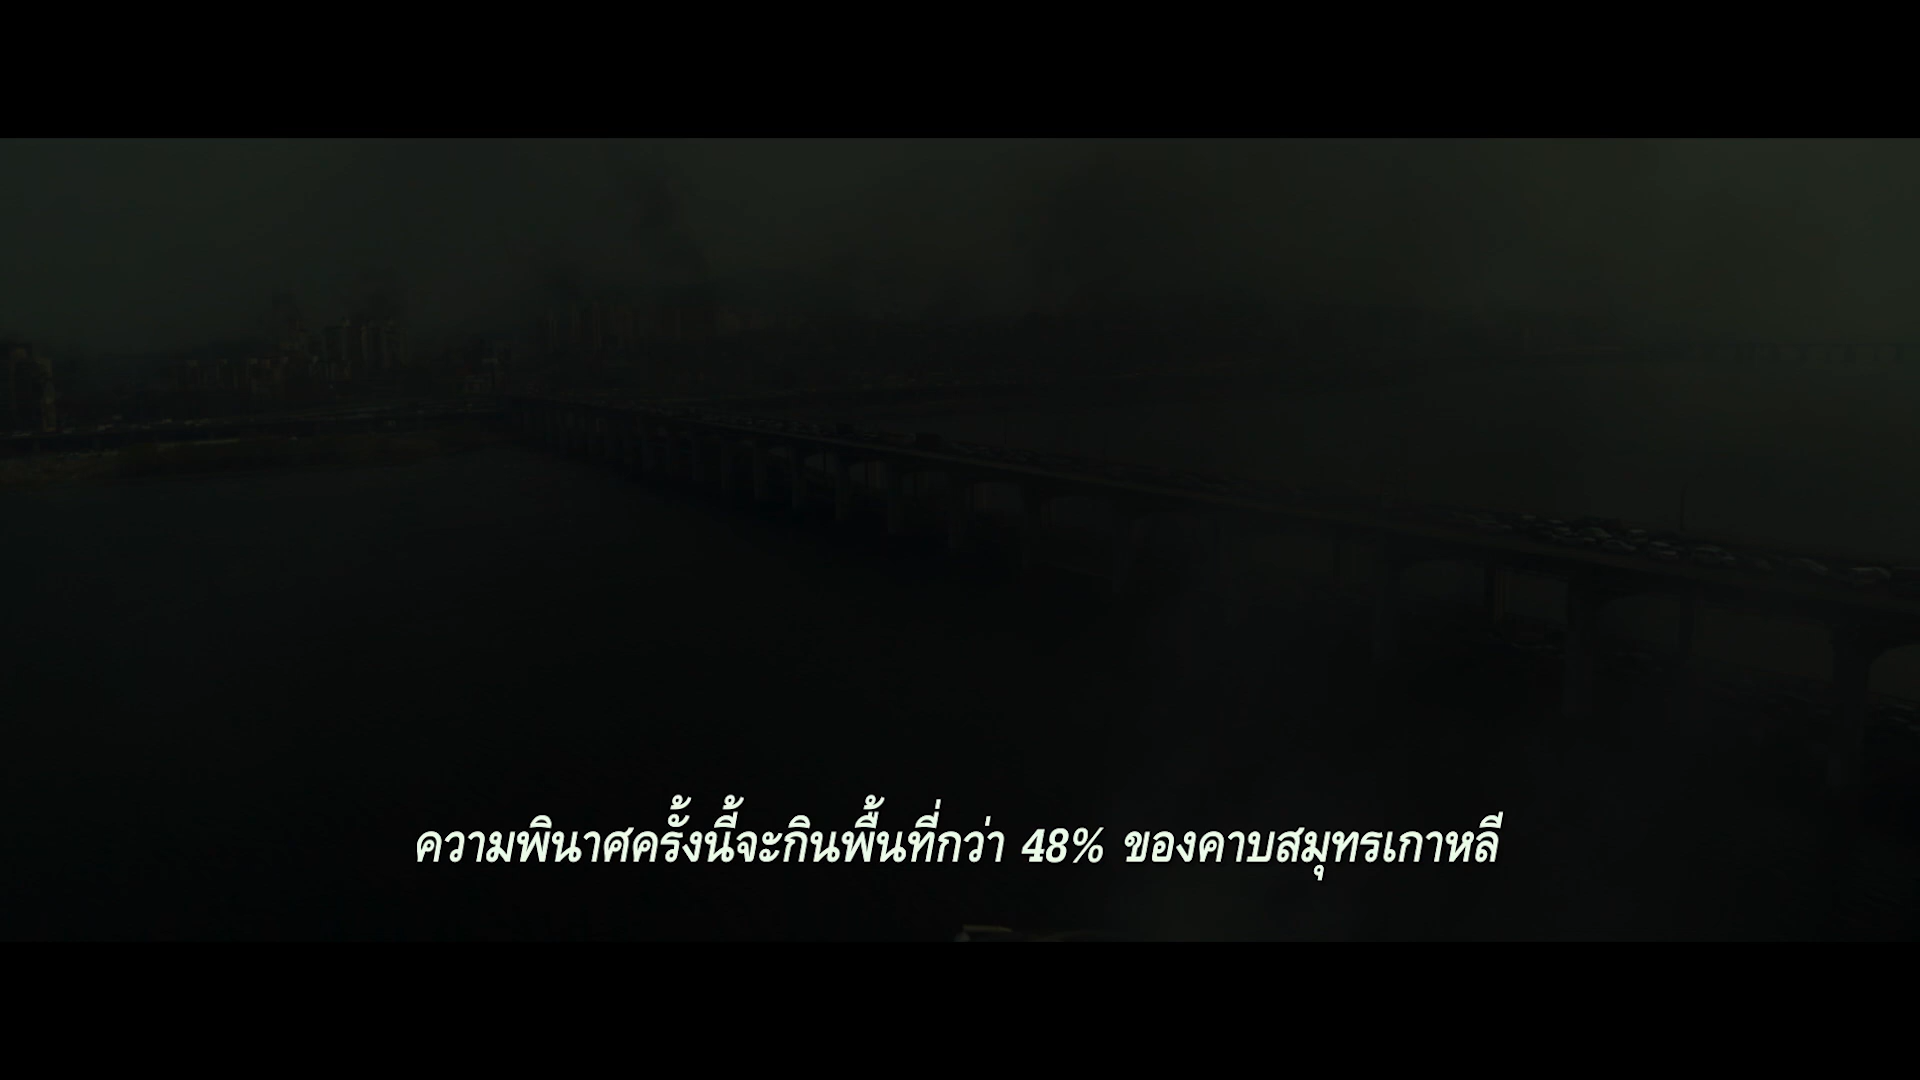 ความพินาศครั้งนี้จะกินพื้นที่กว่า 48% ของคาบสมุทรเกาหลี